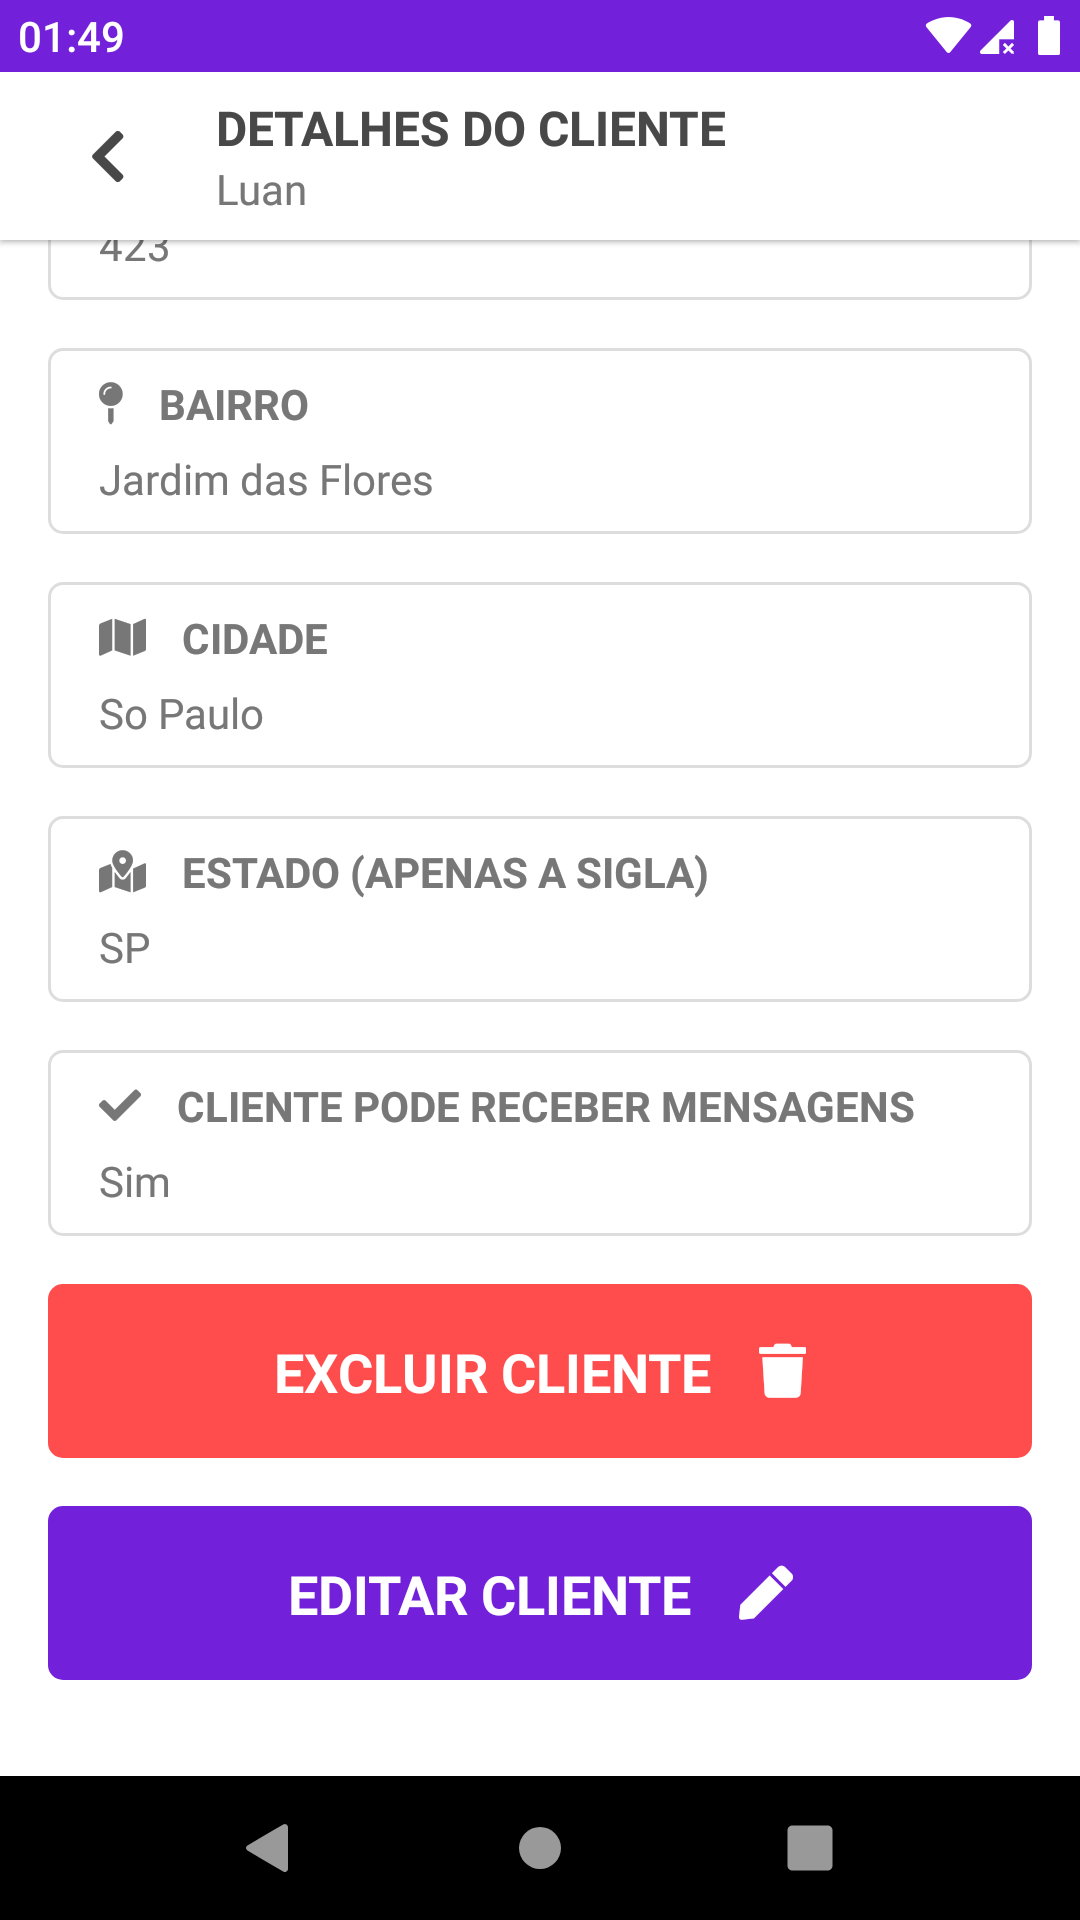 01:49
DETALHES DO CLIENTE
Luan
423
BAIRRO
Jardim das Flores
CIDADE
So Paulo
ESTADO (APENAS A SIGLA)
SP
CLIENTE PODE RECEBER MENSAGENS
Sim
EXCLUIR CLIENTE
EDITAR CLIENTE